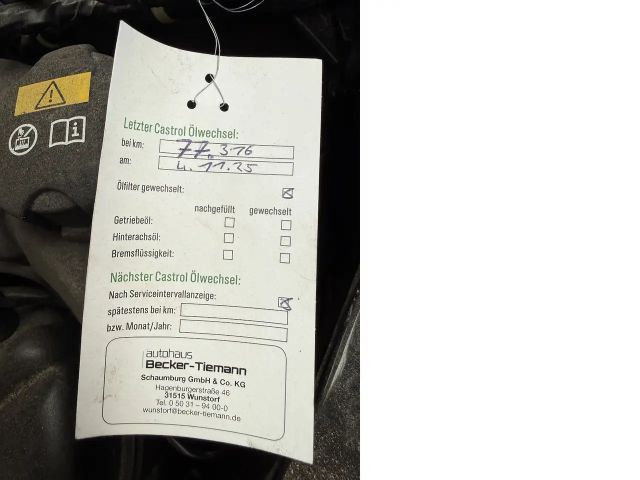 Letzter Castrol Ölwechsel:
bei km: 77.316
am: 4.11.25
Ölfilter gewechselt:
nachgefüllt gewechselt
Getriebeöl:
Hinterachsöl:
Bremsflüssigkeit:
Nächster Castrol Ölwechsel:
Nach Serviceintervallanzeige:
spätestens bei km:
bzw. Monat/Jahr:
autohaus
Becker-Tiemann
Schaumburg GmbH & Co. KG
Hagenburgerstraße 46
31515 Wunstorf
Tel. 0 50 31 – 94 00-0
wunstorf@becker-tiemann.de